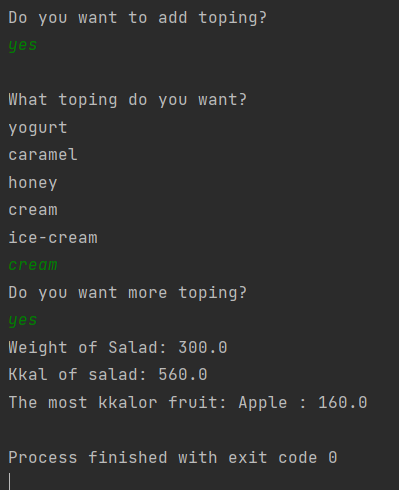 Do you want to add toping?
yes
What toping do you want?
yogurt
caramel
honey
cream
ice-cream
cream
Do you want more toping?
yes
Weight of Salad: 300.0
Kkal of salad: 560.0
The most kkalor fruit: Apple : 160.0
Process finished with exit code 0